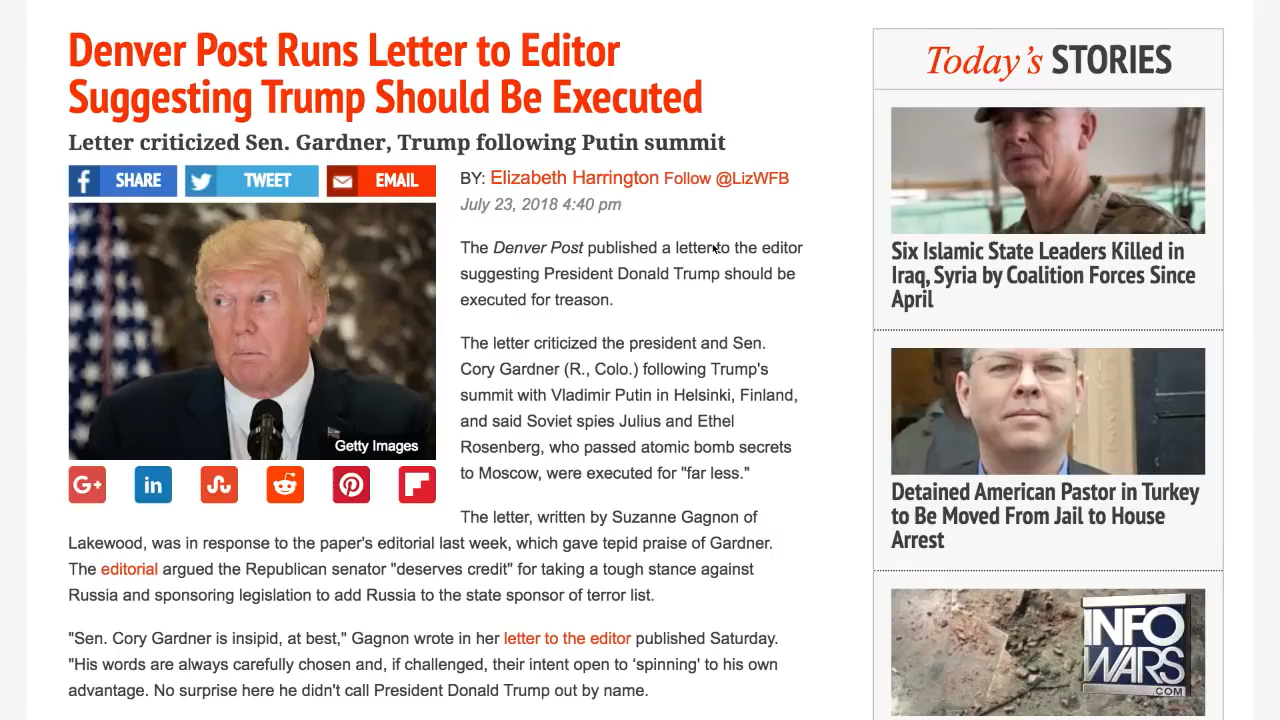 Denver Post Runs Letter to Editor
Suggesting Trump Should Be Executed
Letter criticized Sen. Gardner, Trump following Putin summit
SHARE
TWEET
EMAIL
Getty Images
G+
in
BY: Elizabeth Harrington Follow @LizWFB
July 23, 2018 4:40 pm
The Denver Post published a letter to the editor
suggesting President Donald Trump should be
executed for treason.
The letter criticized the president and Sen.
Cory Gardner (R., Colo.) following Trump's
summit with Vladimir Putin in Helsinki, Finland,
and said Soviet spies Julius and Ethel
Rosenberg, who passed atomic bomb secrets
to Moscow, were executed for "far less."
The letter, written by Suzanne Gagnon of
Lakewood, was in response to the paper's editorial last week, which gave tepid praise of Gardner.
The editorial argued the Republican senator "deserves credit" for taking a tough stance against
Russia and sponsoring legislation to add Russia to the state sponsor of terror list.
"Sen. Cory Gardner is insipid, at best," Gagnon wrote in her letter to the editor published Saturday.
"His words are always carefully chosen and, if challenged, their intent open to ‘spinning’ to his own
advantage. No surprise here he didn't call President Donald Trump out by name.
Today's STORIES
Six Islamic State Leaders Killed in
Iraq, Syria by Coalition Forces Since
April
Detained American Pastor in Turkey
to Be Moved From Jail to House
Arrest
INFO
WARS
.COM